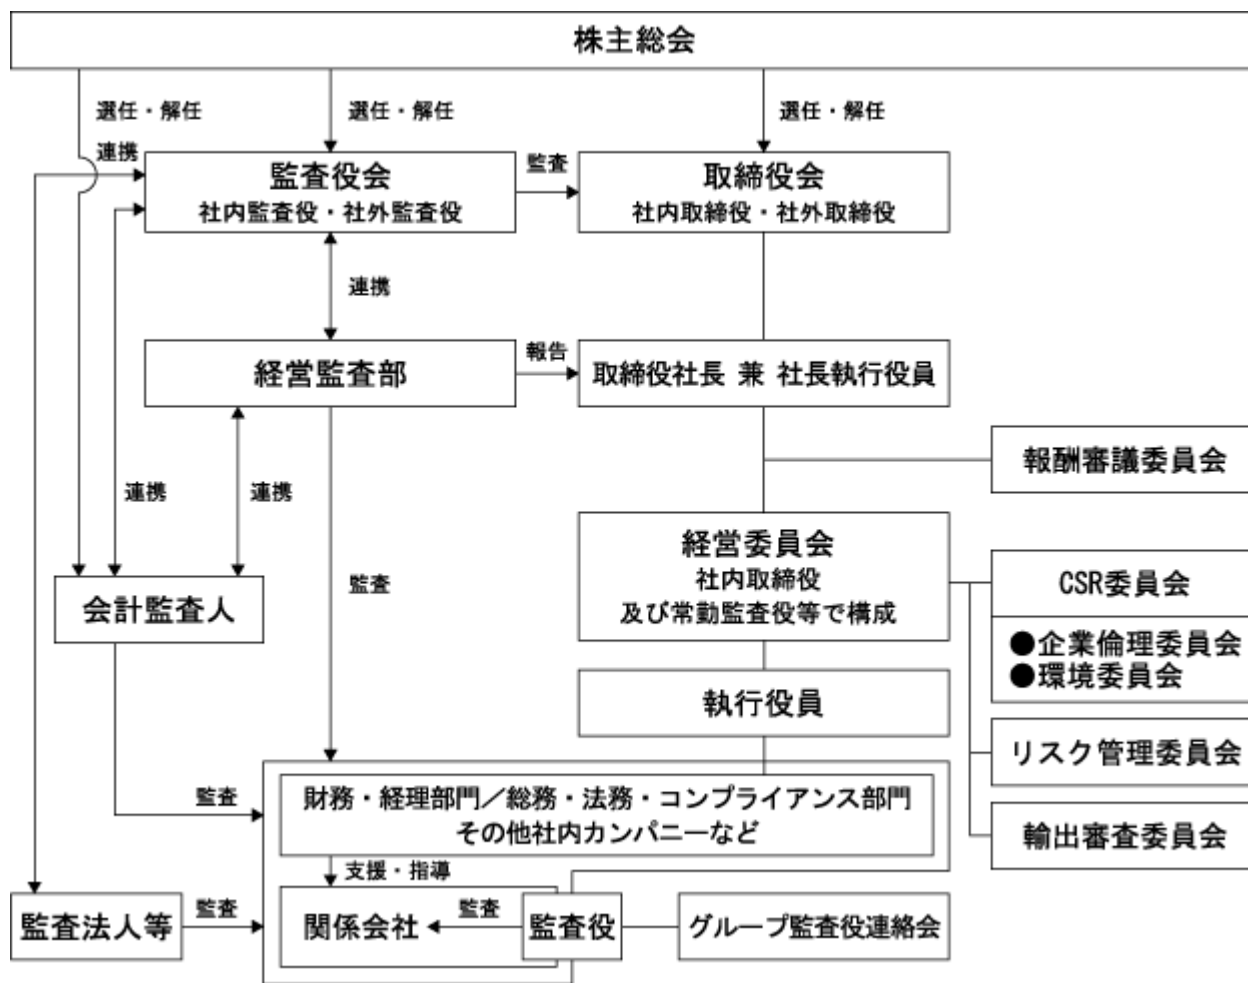 株主総会
選任・解任
選任・解任
選任・解任
連携
監査役会
社内監査役・社外監査役
監査
取締役会
社内取締役・社外取締役
連携
経営監査部
報告
取締役社長 兼 社長執行役員
報酬審議委員会
連携
連携
経営委員会
社内取締役
及び常勤監査役等で構成
CSR委員会
●企業倫理委員会
●環境委員会
会計監査人
監査
執行役員
リスク管理委員会
監査
財務・経理部門／総務・法務・コンプライアンス部門
その他社内カンパニーなど
輸出審査委員会
支援・指導
監査法人等
監査
関係会社
監査
監査役
グループ監査役連絡会